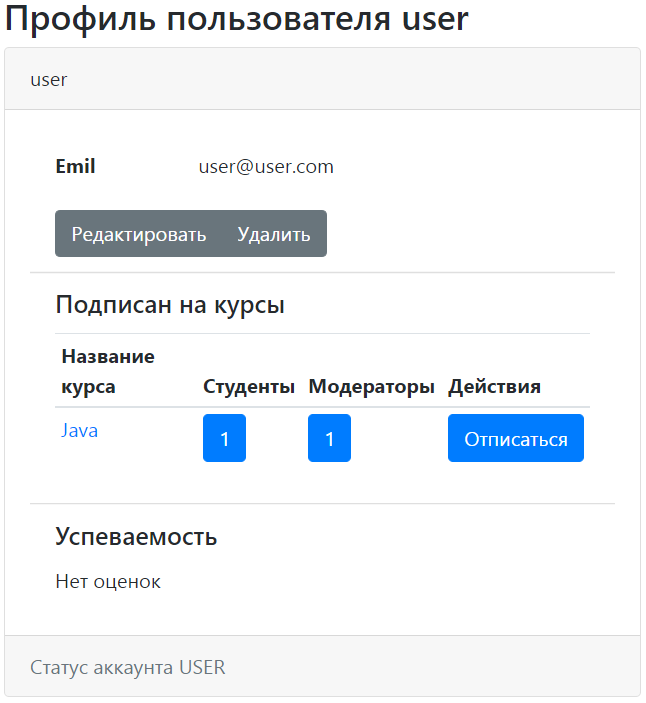 Профиль пользователя user
user
Emil user@user.com
Редактировать Удалить
Подписан на курсы
Название
курса Студенты Модераторы Действия
Java 1 1 Отписаться
Успеваемость
Нет оценок
Статус аккаунта USER